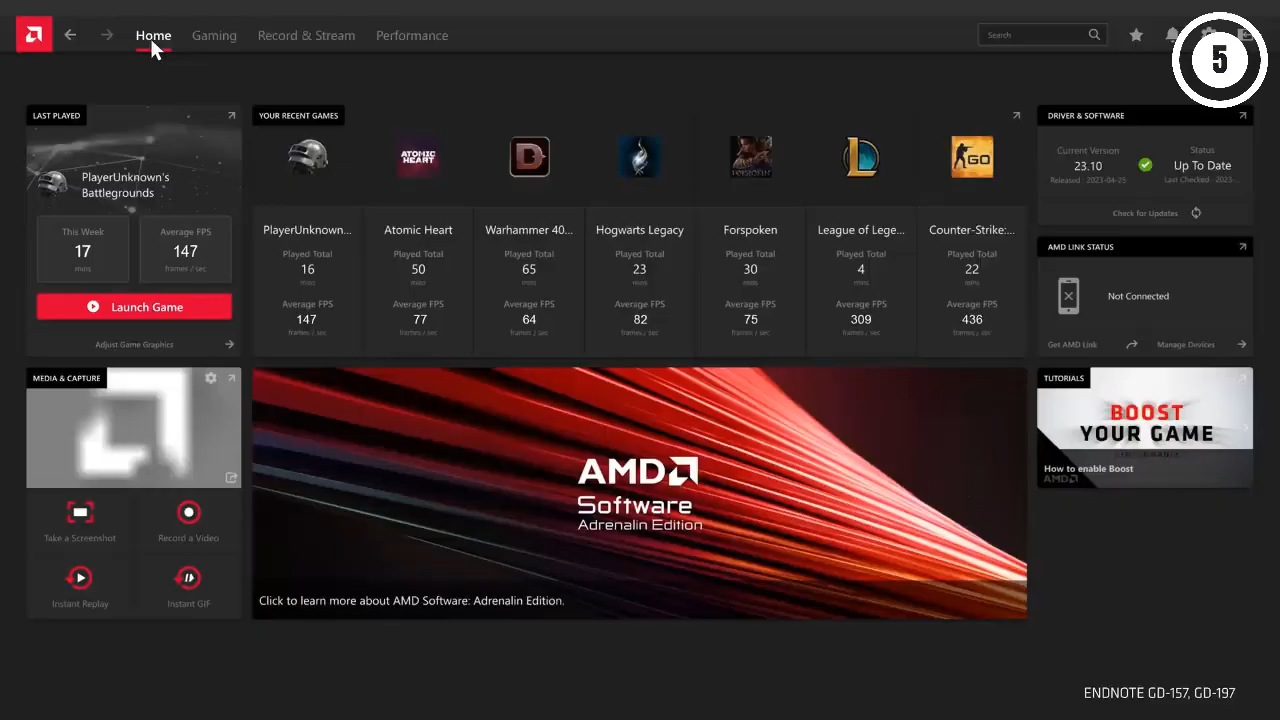 Home
Gaming
Record & Stream
Performance
Search
5
LAST PLAYED
PlayerUnknown's
Battlegrounds
This Week
17
mins
Average FPS
147
frames / sec
Launch Game
Adjust Game Graphics
YOUR RECENT GAMES
ATOMIC
HEART
GO
PlayerUnknown...
Played Total
16
mins
Average FPS
147
frames / sec
Atomic Heart
Played Total
50
mins
Average FPS
77
frames / sec
Warhammer 40...
Played Total
65
mins
Average FPS
64
frames / sec
Hogwarts Legacy
Played Total
23
mins
Average FPS
82
frames / sec
Forspoken
Played Total
30
mins
Average FPS
75
frames / sec
League of Lege...
Played Total
4
mins
Average FPS
309
frames / sec
Counter-Strike:...
Played Total
22
mins
Average FPS
436
frames / sec
DRIVER & SOFTWARE
Current Version
23.10
Released : 2023-04-25
Status
Up To Date
Last Checked : 2023-...
Check for Updates
AMD LINK STATUS
Not Connected
Get AMD Link
Manage Devices
MEDIA & CAPTURE
Take a Screenshot
Record a Video
Instant Replay
Instant GIF
AMD
Software
Adrenalin Edition
Click to learn more about AMD Software: Adrenalin Edition.
TUTORIALS
BOOST
YOUR GAME
How to enable Boost
AMD
ENDNOTE GD-157, GD-197